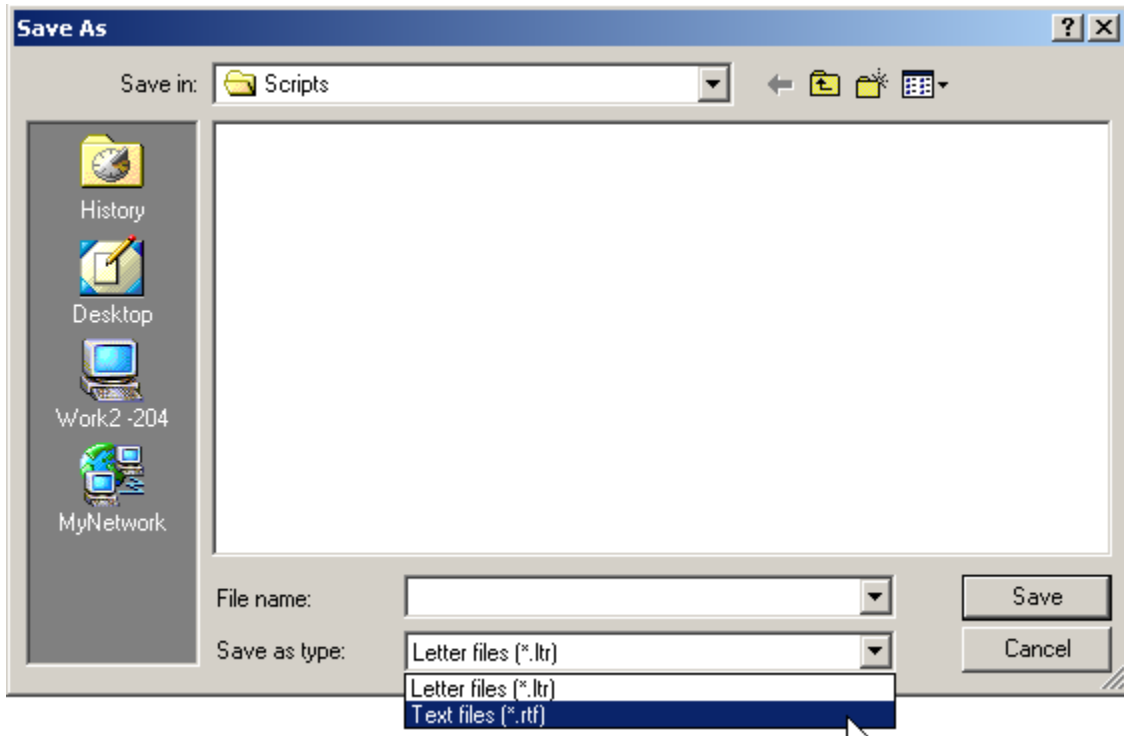 Save As
Save in:
Scripts
History
Desktop
Work2 -204
MyNetwork
File name:
Save
Save as type:
Letter files (*.ltr)
Cancel
Letter files (*.ltr)
Text files (*.rtf)